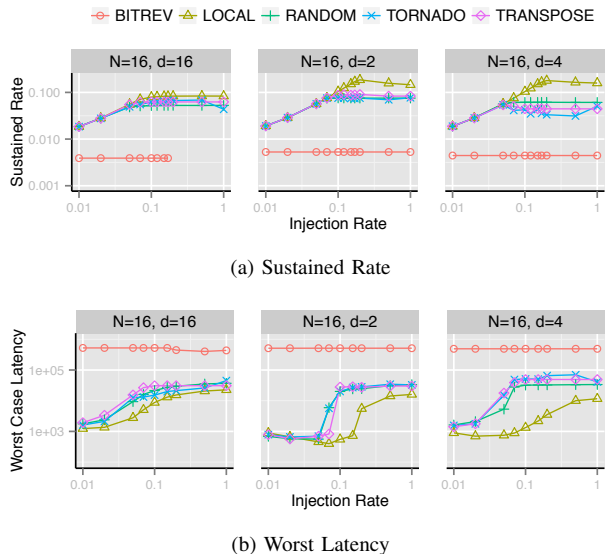 BITREV LOCAL RANDOM TORNADO TRANSPOSE
N=16, d=16 N=16, d=2 N=16, d=4
Sustained Rate
0.100
0.010
0.001
0.01 0.1 1 0.01 0.1 1 0.01 0.1 1
Injection Rate
(a) Sustained Rate
N=16, d=16 N=16, d=2 N=16, d=4
Worst Case Latency
1e+05
1e+03
0.01 0.1 1 0.01 0.1 1 0.01 0.1 1
Injection Rate
(b) Worst Latency